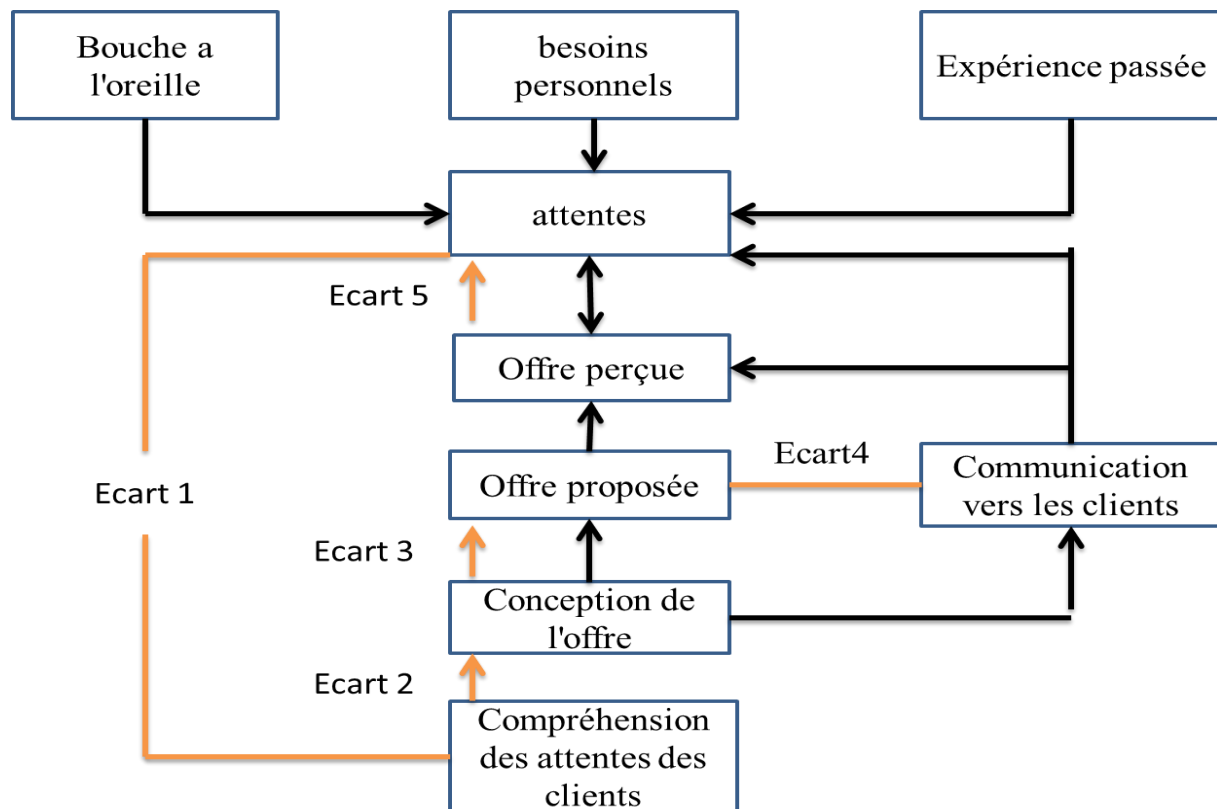 Bouche a
l'oreille
besoins
personnels
Expérience passée
attentes
Ecart 5
Offre perçue
Ecart4
Communication
vers les clients
Offre proposée
Ecart 1
Ecart 3
Conception de
l'offre
Ecart 2
Compréhension
des attentes des
clients